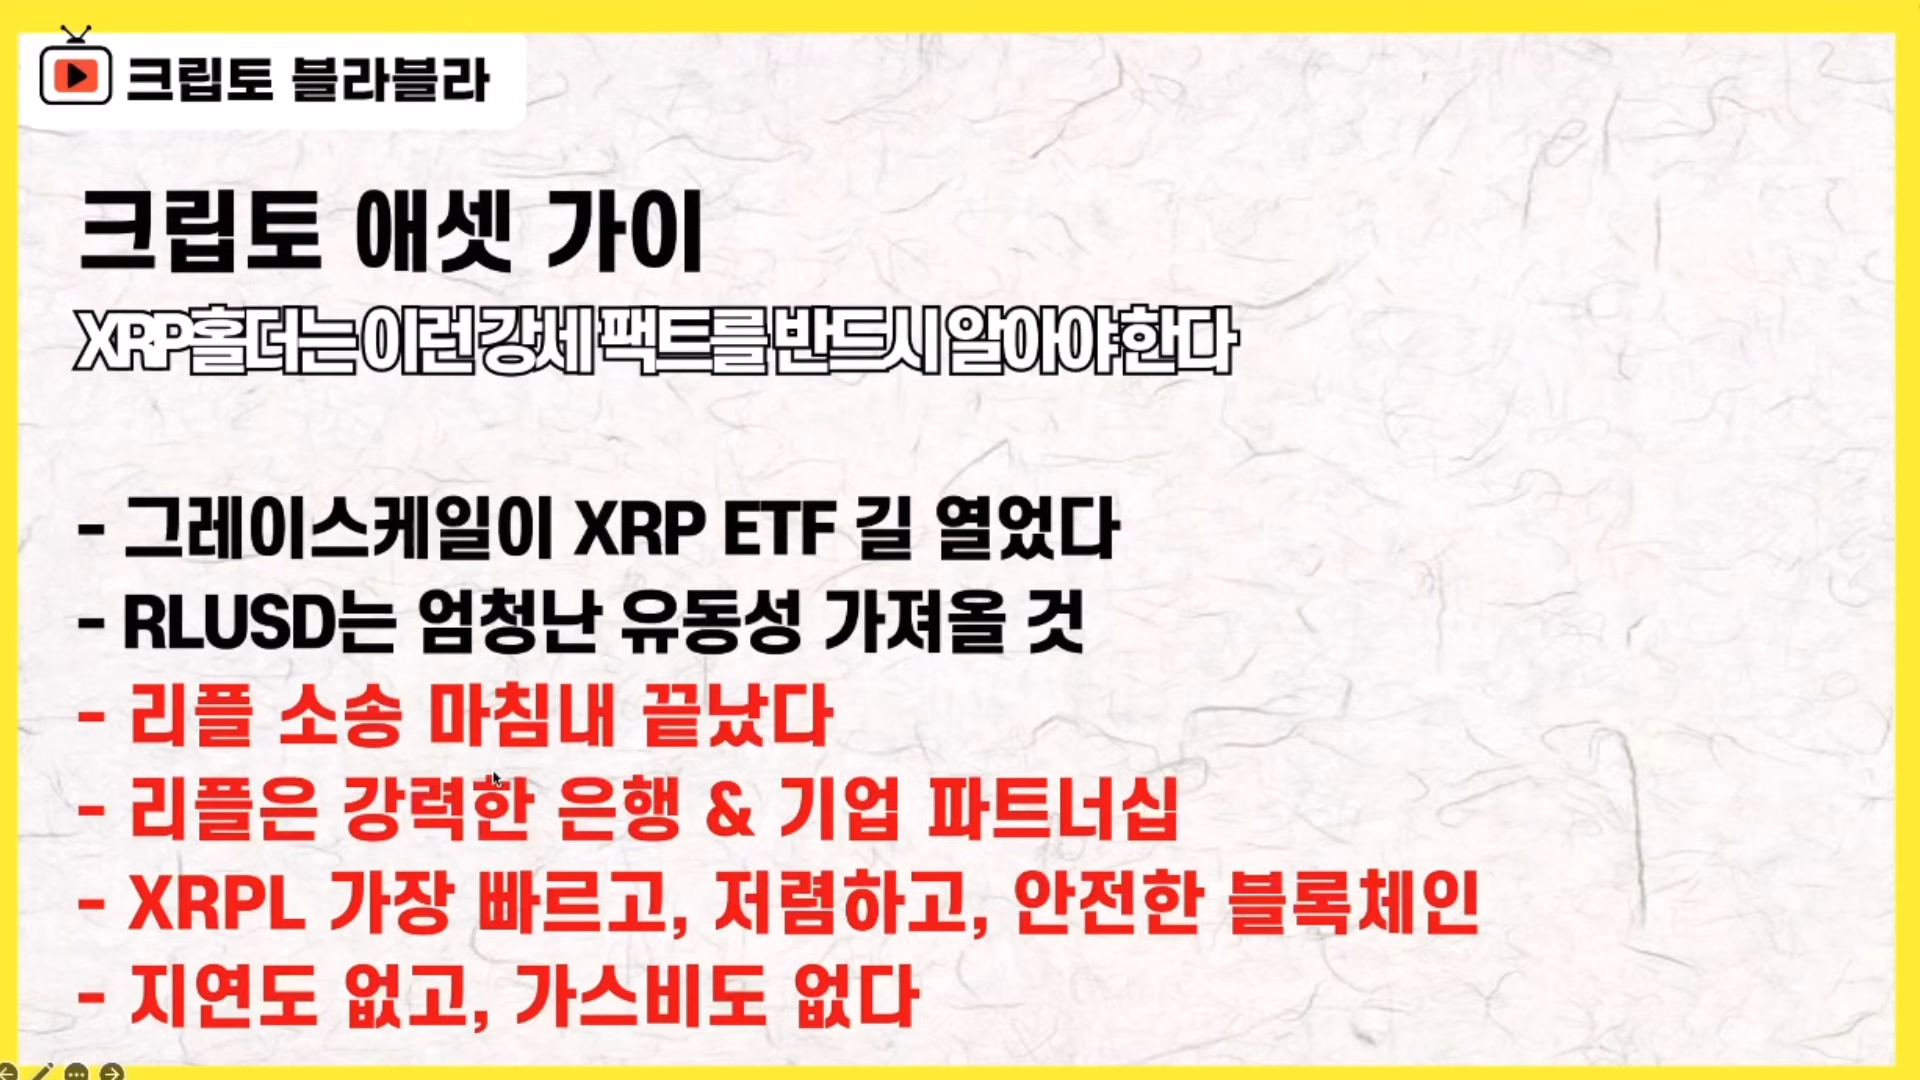 크립토 블라블라
크립토 애셋 가이
XRP홀더는 이런 강세 팩트를 반드시 알아야 한다
- 그레이스케일이 XRP ETF 길 열었다
- RLUSD는 엄청난 유동성 가져올 것
- 리플 소송 마침내 끝났다
- 리플은 강력한 은행 & 기업 파트너십
- XRPL 가장 빠르고, 저렴하고, 안전한 블록체인
- 지연도 없고, 가스비도 없다